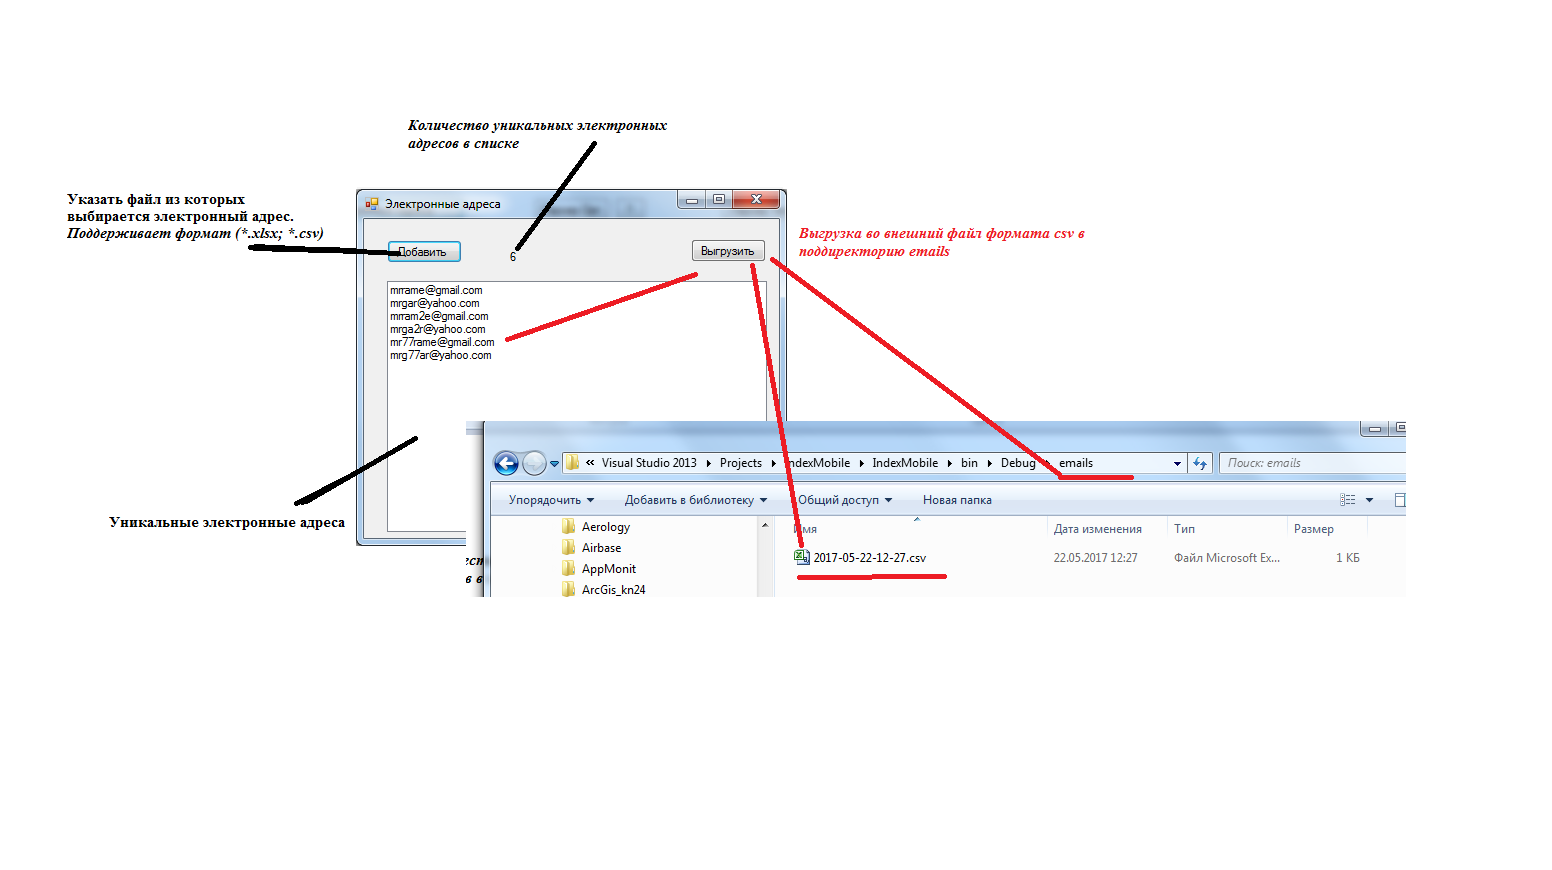 Количество уникальных электронных
адресов в списке
Указать файл из которых
выбирается электронный адрес.
Поддерживает формат (*.xlsx; *.csv)
Электронные адреса
Добавить
6
Выгрузить
Выгрузка во внешний файл формата csv в
поддиректорию emails
mrrame@gmail.com
mrgar@yahoo.com
mrram2e@gmail.com
mrga2r@yahoo.com
mr77rame@gmail.com
mrg77ar@yahoo.com
Уникальные электронные адреса
« Visual Studio 2013 Projects IndexMobile IndexMobile bin Debug emails
Поиск: emails
Упорядочить Добавить в библиотеку Общий доступ Новая папка
Имя Дата изменения Тип Размер
Aerology
Airbase
AppMonit
ArcGis_kn24
2017-05-22-12-27.csv 22.05.2017 12:27 Файл Microsoft Ex... 1 КБ